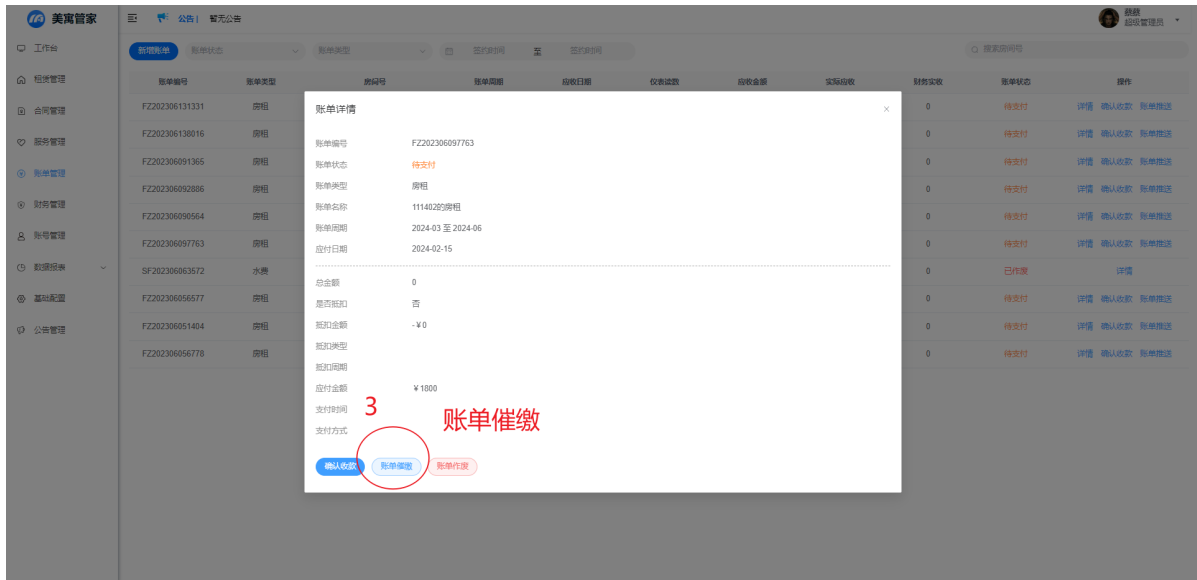 美寓管家
公告 | 暂无公告
蔡蔡
超级管理员
工作台
租赁管理
合同管理
服务管理
账单管理
财务管理
账号管理
数据报表
基础配置
公告管理
新增账单 账单状态 账单类型 签约时间 至 签约时间 搜索房间号
账单编号 账单类型 房间号 账单周期 应收日期 仪表读数 应收金额 实际应收 财务实收 账单状态 操作
FZ202306131331 房租 0 待支付 详情 确认收款 账单推送
FZ202306138016 房租 0 待支付 详情 确认收款 账单推送
FZ202306091365 房租 0 待支付 详情 确认收款 账单推送
FZ202306092886 房租 0 待支付 详情 确认收款 账单推送
FZ202306090564 房租 0 待支付 详情 确认收款 账单推送
FZ202306097763 房租 0 待支付 详情 确认收款 账单推送
SF202306063572 水费 0 已作废 详情
FZ202306056577 房租 0 待支付 详情 确认收款 账单推送
FZ202306051404 房租 0 待支付 详情 确认收款 账单推送
FZ202306056778 房租 0 待支付 详情 确认收款 账单推送
账单详情 ×
账单编号 FZ202306097763
账单状态 待支付
账单类型 房租
账单名称 111402的房租
账单周期 2024-03 至 2024-06
应付日期 2024-02-15
总金额 0
是否抵扣 否
抵扣金额 -¥0
抵扣类型
抵扣周期
应付金额 ¥1800
支付时间
支付方式
3
账单催缴
确认收款 账单催缴 账单作废